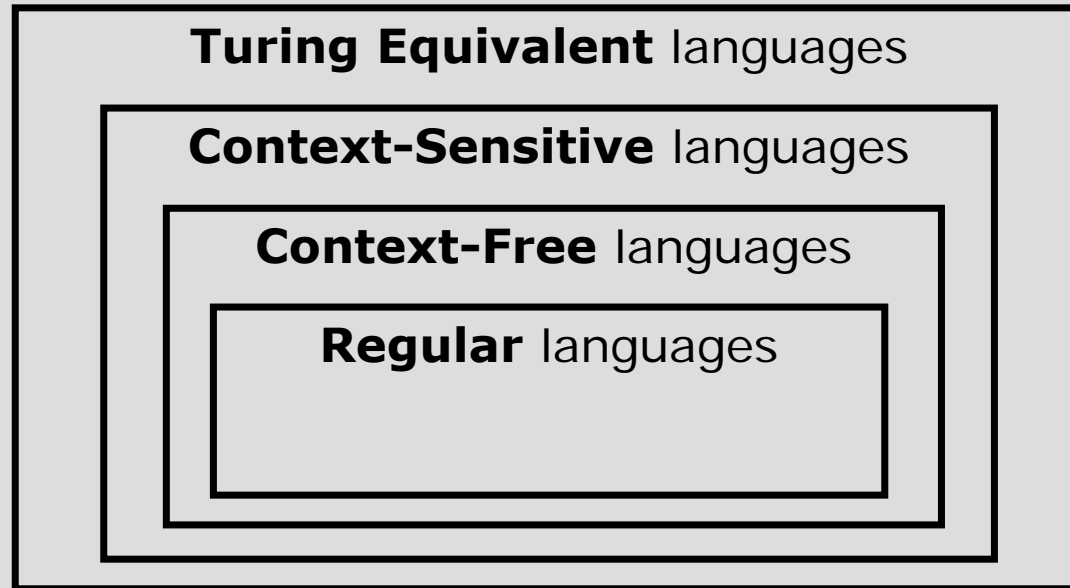 Turing Equivalent languages
Context-Sensitive languages
Context-Free languages
Regular languages